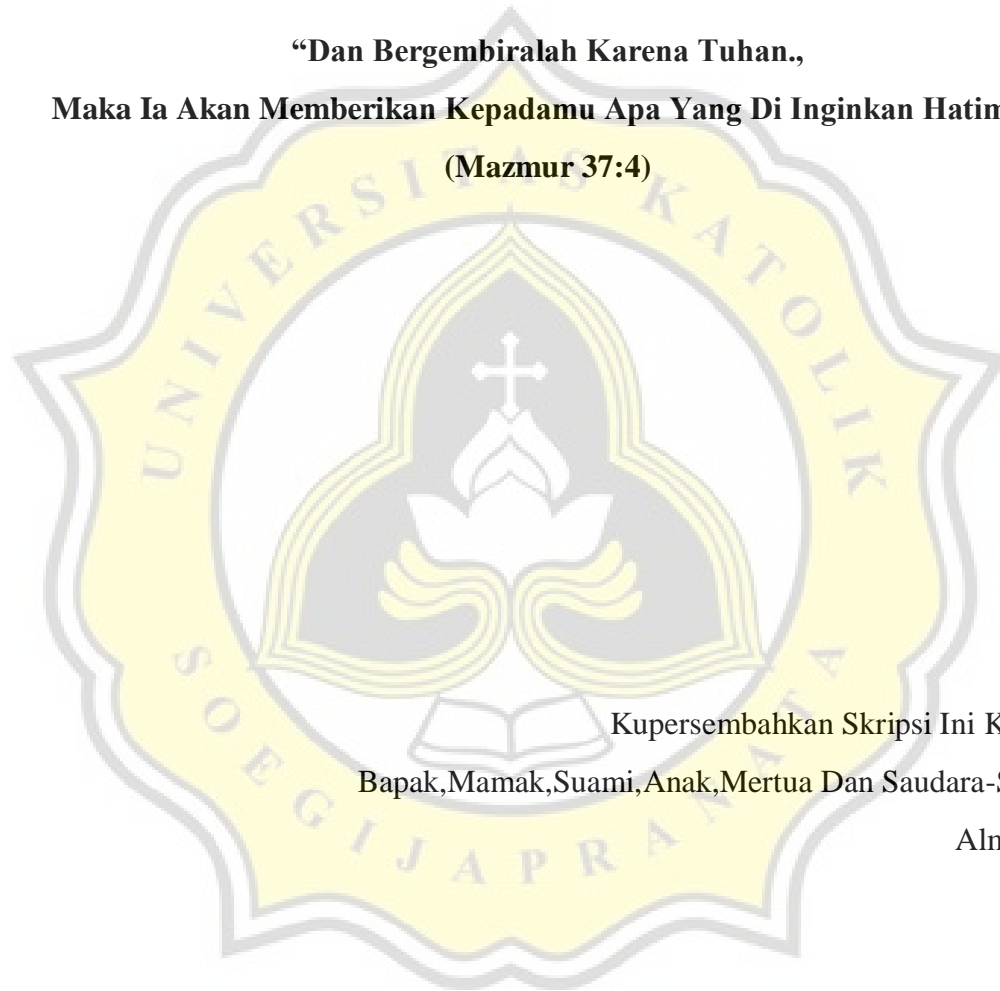 “Dan Bergembiralah Karena Tuhan.,
Maka Ia Akan Memberikan Kepadamu Apa Yang Di Inginkan
(Mazmur 37:4)
UNIVERSITAS KATOLIK
Kupersembahkan Skripsi Ini
Bapak,Mamak,Suami,Anak,Mertua Dan
SOEGIJAPRANATA